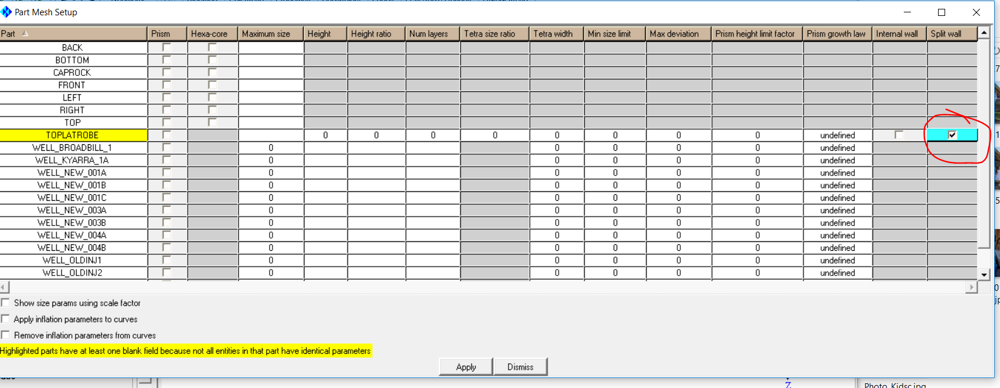 Part Mesh Setup
Part Prism Hexa-core Maximum size Height Height ratio Num layers Tetra size ratio Tetra width Min size limit Max deviation Prism height limit factor Prism growth law Internal wall Split wall
BACK
BOTTOM
CAPROCK
FRONT
LEFT
RIGHT
TOP
TOPLATROBE 0 0 0 0 0 0 0 0 undefined
WELL_BROADBILL_1 0 0 0 0 0 undefined
WELL_KYARRA_1A 0 0 0 0 0 undefined
WELL_NEW_001A 0 0 0 0 0 undefined
WELL_NEW_001B 0 0 0 0 0 undefined
WELL_NEW_001C 0 0 0 0 0 undefined
WELL_NEW_003A 0 0 0 0 0 undefined
WELL_NEW_003B 0 0 0 0 0 undefined
WELL_NEW_004A 0 0 0 0 0 undefined
WELL_NEW_004B 0 0 0 0 0 undefined
WELL_OLDINJ1 0 0 0 0 0 undefined
WELL_OLDINJ2 0 0 0 0 0 undefined
Show size params using scale factor
Apply inflation parameters to curves
Remove inflation parameters from curves
Highlighted parts have at least one blank field because not all entities in that part have identical parameters
Apply Dismiss
Z
Photo_Kidsc.jpg